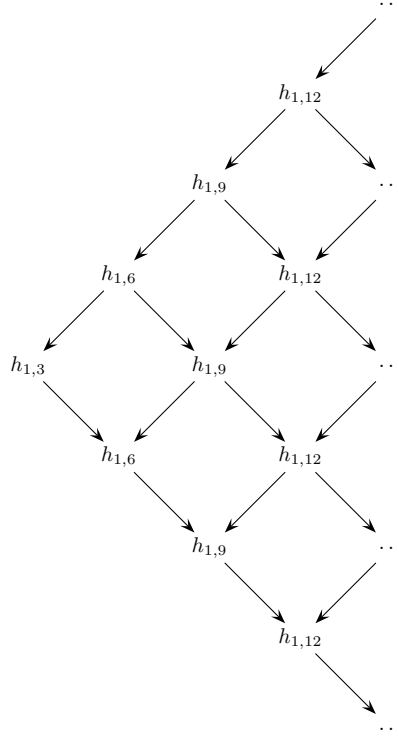 ..
h_{1,12}
h_{1,9} ..
h_{1,6} h_{1,12}
h_{1,3} h_{1,9} ..
h_{1,6} h_{1,12}
h_{1,9} ..
h_{1,12}
..